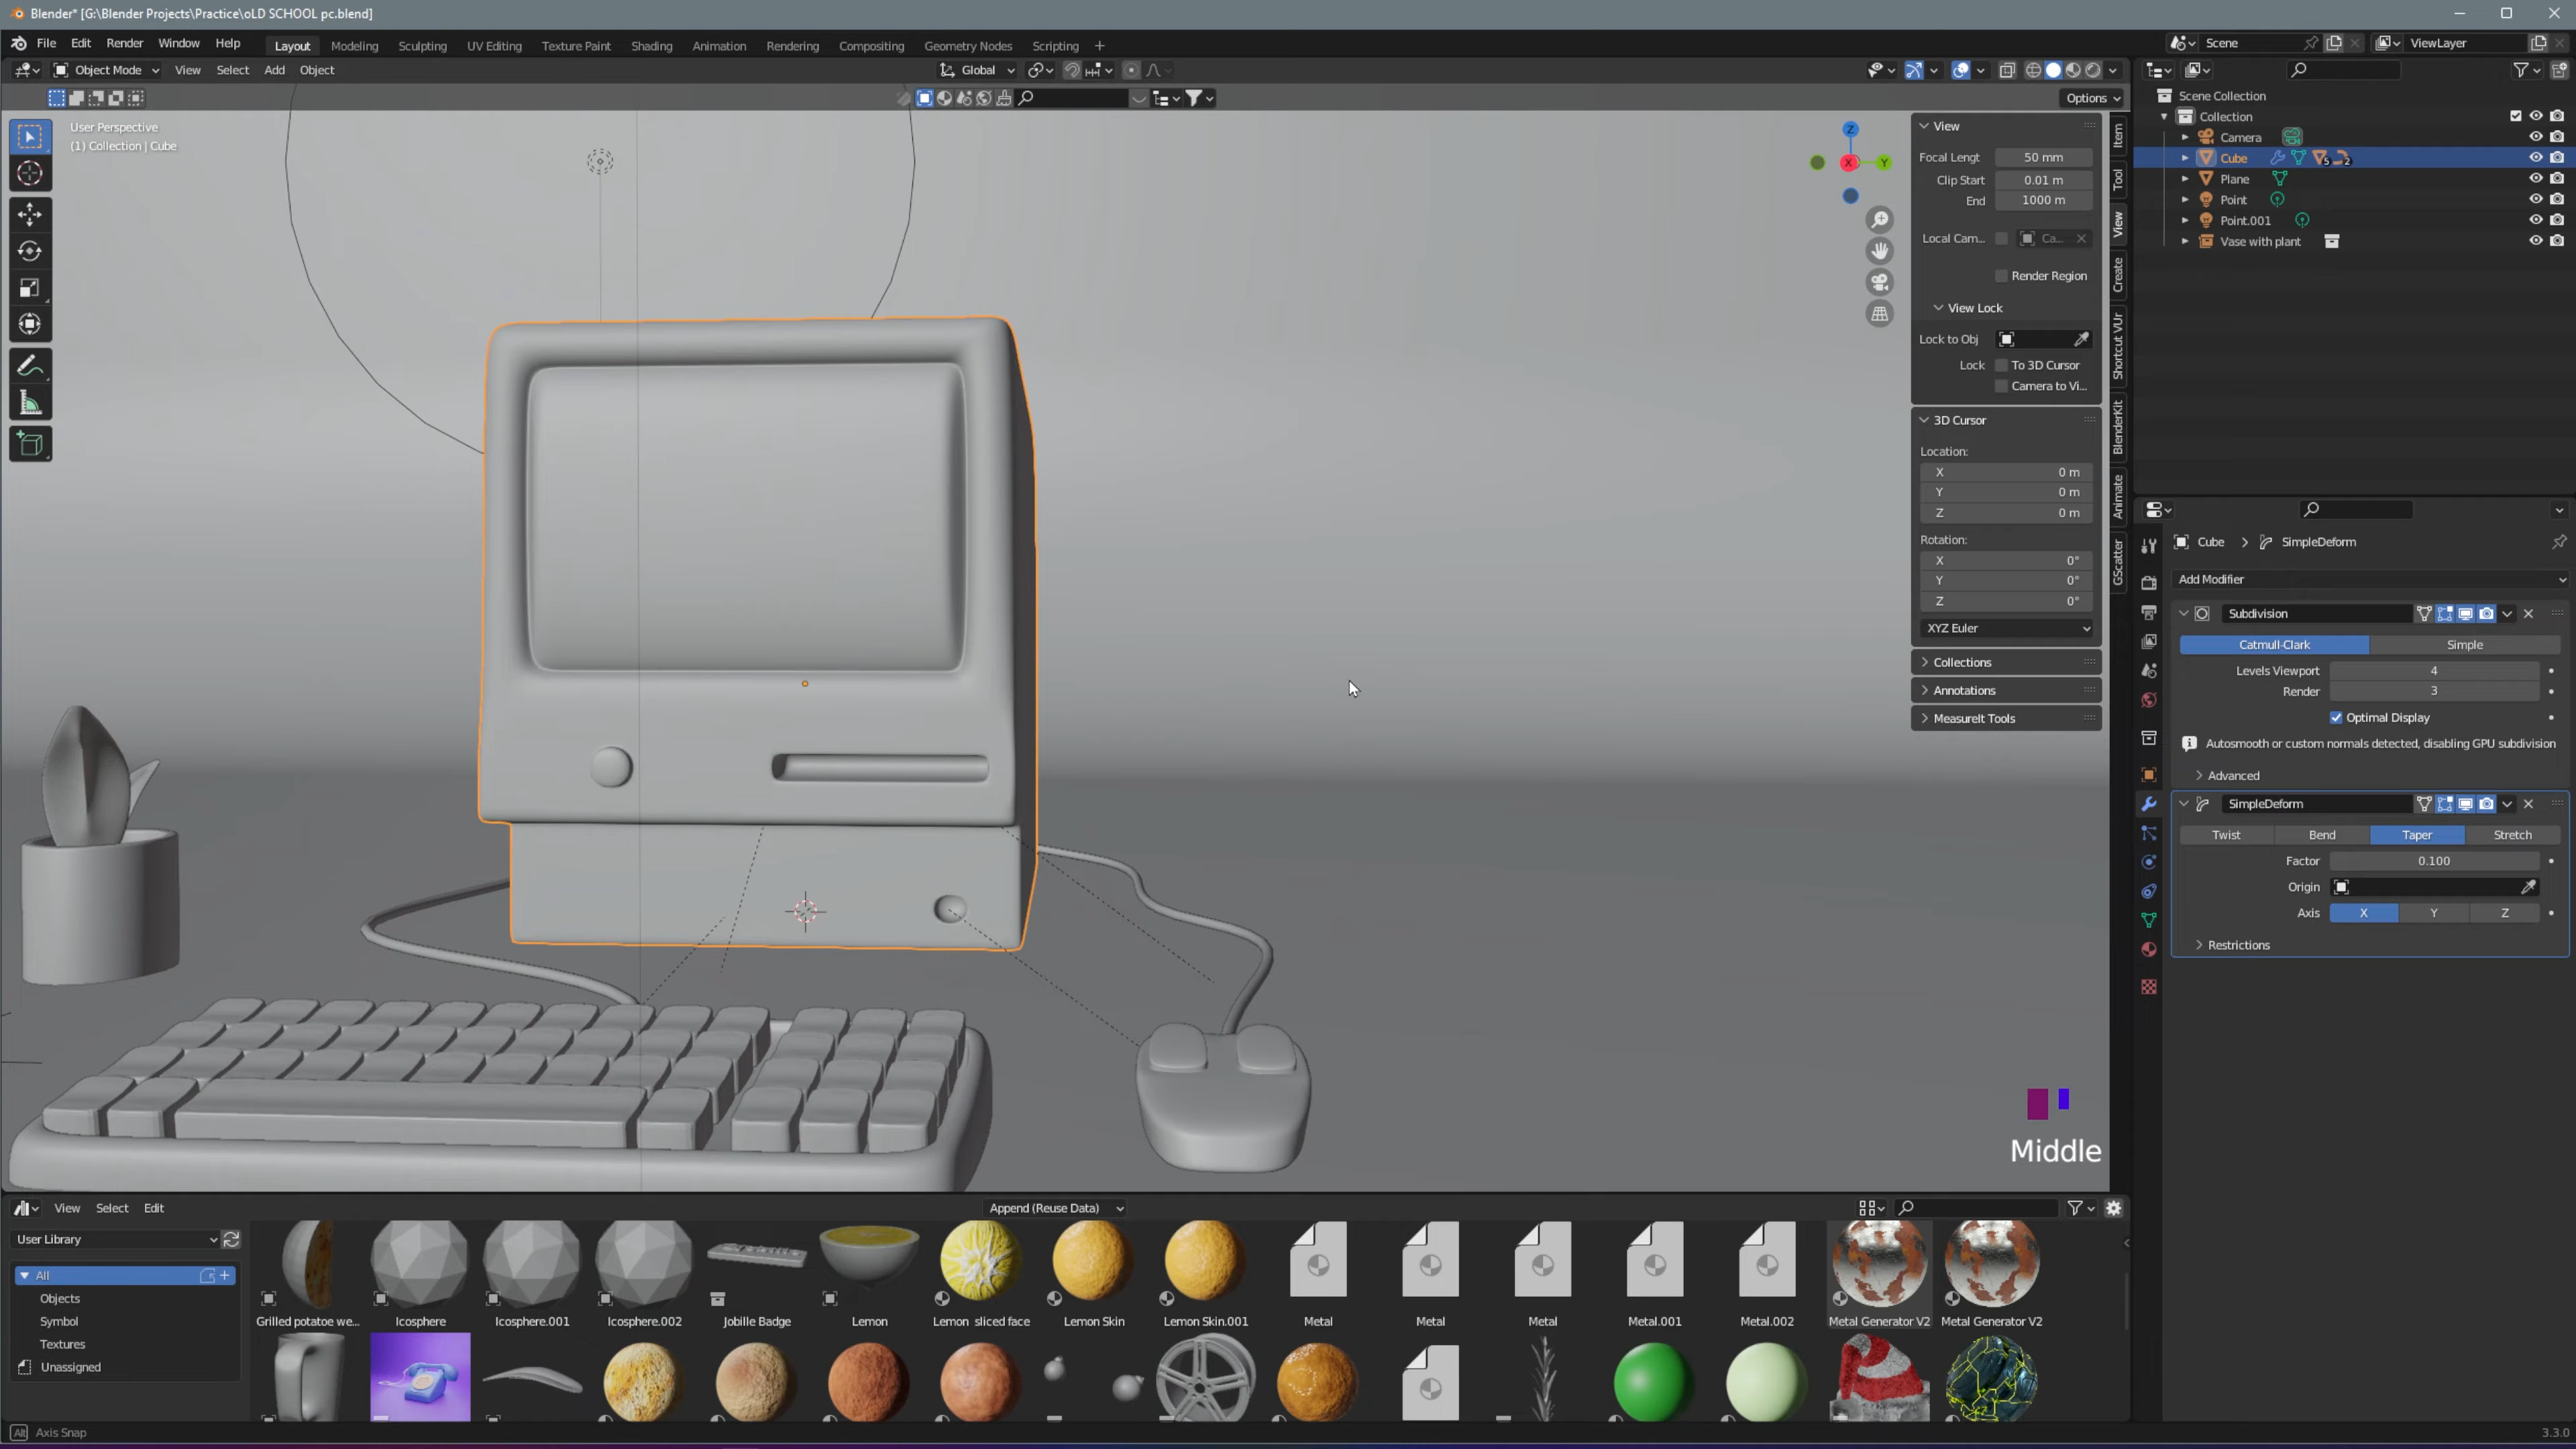 Blender* [G:\Blender Projects\Practice\oLD SCHOOL pc.blend]
File Edit Render Window Help Layout Modeling Sculpting UV Editing Texture Paint Shading Animation Rendering Compositing Geometry Nodes Scripting + Scene ViewLayer
Object Mode View Select Add Object Global
Options
User Perspective
(1) Collection | Cube
Z
X
Y
View
Focal Lengt 50 mm
Clip Start 0.01 m
End 1000 m
Local Cam... Ca...
Render Region
View Lock
Lock to Obj
Lock To 3D Cursor
Camera to Vi...
3D Cursor
Location:
X 0 m
Y 0 m
Z 0 m
Rotation:
X 0°
Y 0°
Z 0°
XYZ Euler
Collections
Annotations
MeasureIt Tools
Item
Tool
View
Create
Shortcut VUr
BlenderKit
Animate
GScatter
Middle
Scene Collection
Collection
Camera
Cube 5 2
Plane
Point
Point.001
Vase with plant
Cube > SimpleDeform
Add Modifier
Subdivision
Catmull-Clark Simple
Levels Viewport 4
Render 3
Optimal Display
Autosmooth or custom normals detected, disabling GPU subdivision
Advanced
SimpleDeform
Twist Bend Taper Stretch
Factor 0.100
Origin
Axis X Y Z
Restrictions
View Select Edit Append (Reuse Data)
User Library
All
Objects
Symbol
Textures
Unassigned
Grilled potatoe we... Icosphere Icosphere.001 Icosphere.002 Jobille Badge Lemon Lemon sliced face Lemon Skin Lemon Skin.001 Metal Metal Metal Metal.001 Metal.002 Metal Generator V2 Metal Generator V2
Alt Axis Snap
3.3.0